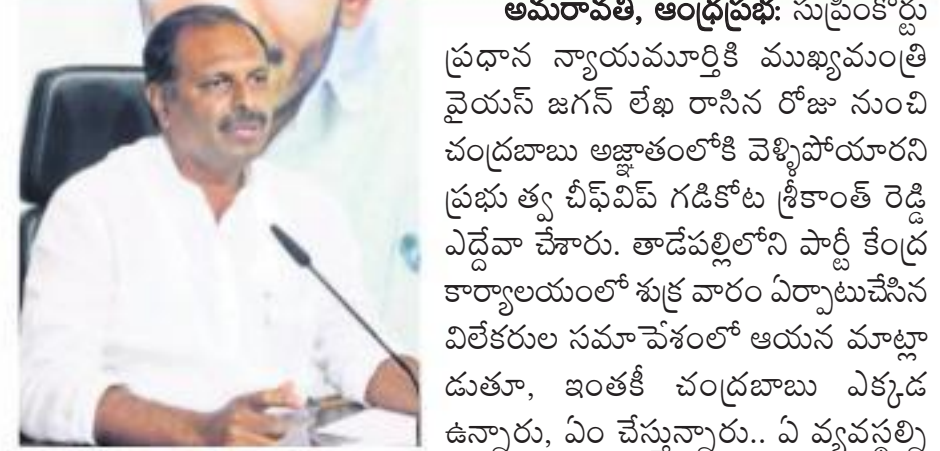 అమరావతి, ఆంధ్రప్రభ: సుప్రీంకోర్టు
ప్రధాన న్యాయమూర్తికి ముఖ్యమంత్రి
వైయస్ జగన్ లేఖ రాసిన రోజు నుంచి
చంద్రబాబు అజ్ఞాతంలోకి వెళ్ళిపోయారని
ప్రభు త్వ చీఫ్‌విప్ గడికోట శ్రీకాంత్ రెడ్డి
ఎద్దేవా చేశారు. తాడేపల్లిలోని పార్టీ కేంద్ర
కార్యాలయంలో శుక్ర వారం ఏర్పాటుచేసిన
విలేకరుల సమావేశంలో ఆయన మాట్లా
డుతూ, ఇంతకీ చంద్రబాబు ఎక్కడ
ఉన్నారు, ఏం చేస్తున్నారు.. ఏ వ్యవస్థల్ని